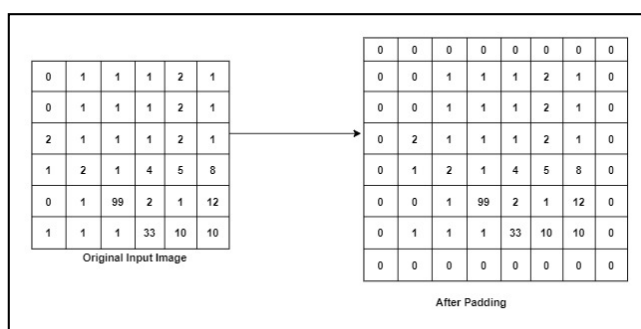 0 1 1 1 2 1
0 1 1 1 2 1
2 1 1 1 2 1
1 2 1 4 5 8
0 1 99 2 1 12
1 1 1 33 10 10
Original Input Image
0 0 0 0 0 0 0 0
0 0 1 1 1 2 1 0
0 0 1 1 1 2 1 0
0 2 1 1 1 2 1 0
0 1 2 1 4 5 8 0
0 0 1 99 2 1 12 0
0 1 1 1 33 10 10 0
0 0 0 0 0 0 0 0
After Padding